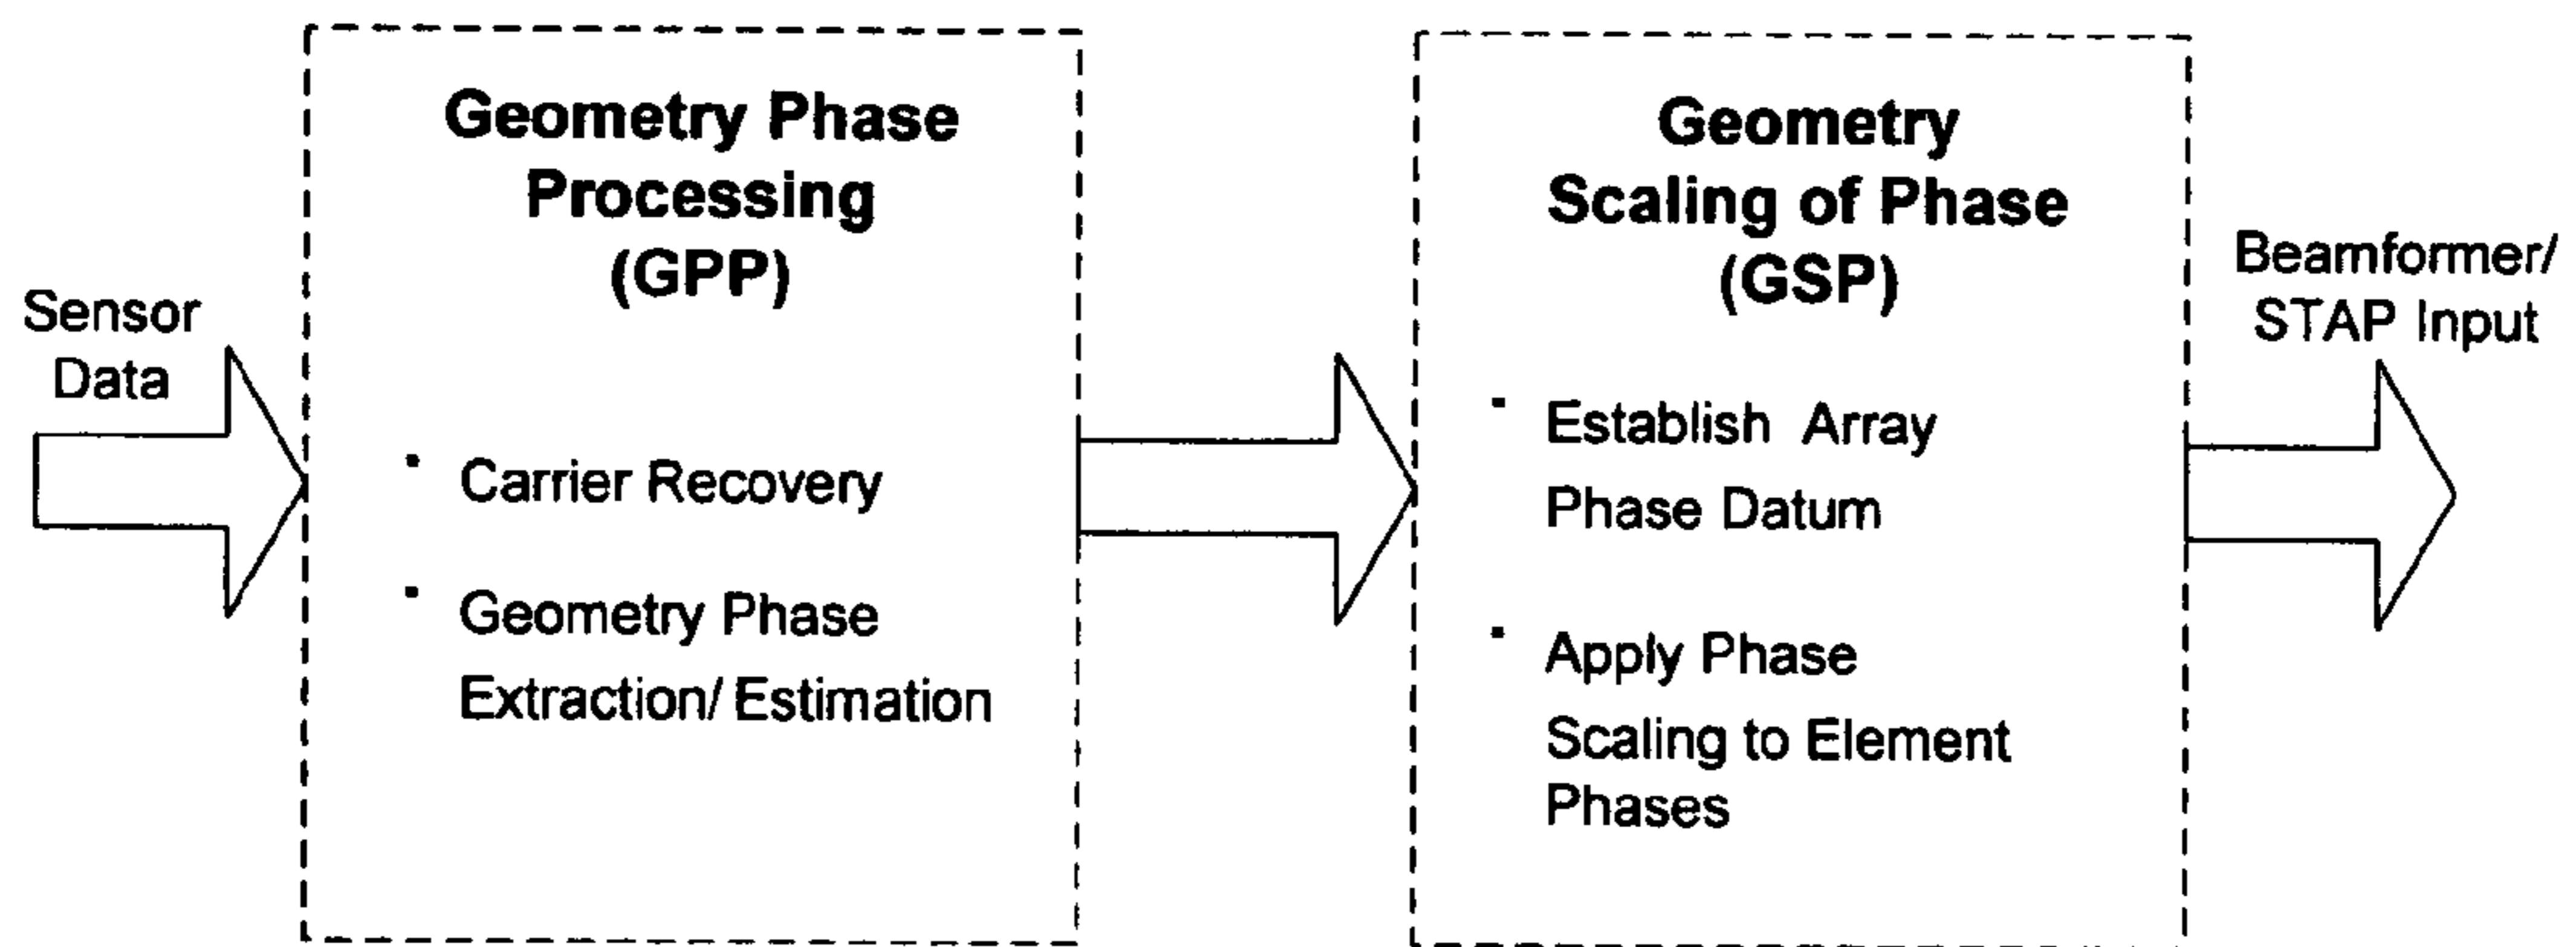 Sensor
Data
Geometry Phase
Processing
(GPP)
Carrier Recovery
Geometry Phase
Extraction/ Estimation
Geometry
Scaling of Phase
(GSP)
Establish Array
Phase Datum
Apply Phase
Scaling to Element
Phases
Beamformer/
STAP Input